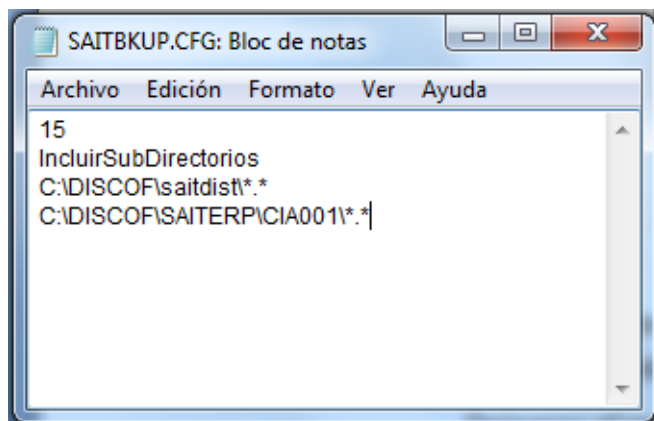 SAITBKUP.CFG: Bloc de notas
Archivo Edición Formato Ver Ayuda
15
IncluirSubDirectorios
C:\DISCOF\saitdist\*.*
C:\DISCOF\SAITERP\CIA001\*.*